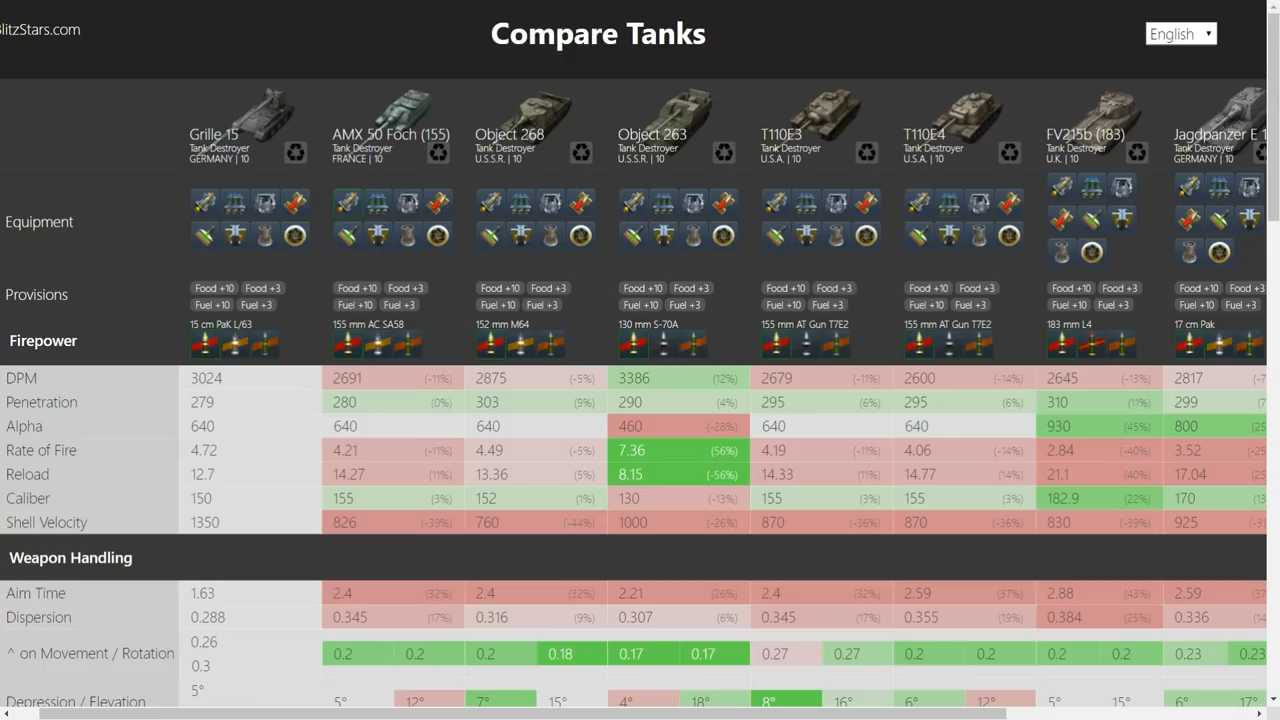 litzStars.com
Compare Tanks
English
Grille 15 AMX 50 Foch (155) Object 268 Object 263 T110E3 T110E4 FV215b (183) Jagdpanzer E 1
Tank Destroyer Tank Destroyer Tank Destroyer Tank Destroyer Tank Destroyer Tank Destroyer Tank Destroyer Tank Destroyer
GERMANY | 10 FRANCE | 10 U.S.S.R. | 10 U.S.S.R. | 10 U.S.A. | 10 U.S.A. | 10 U.K. | 10 GERMANY | 10
Equipment
Provisions
Food +10 Food +3 Food +10 Food +3 Food +10 Food +3 Food +10 Food +3 Food +10 Food +3 Food +10 Food +3 Food +10 Food +3 Food +10 Food +3
Fuel +10 Fuel +3 Fuel +10 Fuel +3 Fuel +10 Fuel +3 Fuel +10 Fuel +3 Fuel +10 Fuel +3 Fuel +10 Fuel +3 Fuel +10 Fuel +3 Fuel +10 Fuel +3
15 cm PaK L/63 155 mm AC SA58 152 mm M64 130 mm S-70A 155 mm AT Gun T7E2 155 mm AT Gun T7E2 183 mm L4 17 cm Pak
Firepower
DPM 3024 2691 (-11%) 2875 (-5%) 3386 (12%) 2679 (-11%) 2600 (-14%) 2645 (-13%) 2817 (-7
Penetration 279 280 (0%) 303 (9%) 290 (4%) 295 (6%) 295 (6%) 310 (11%) 299 (7
Alpha 640 640 640 460 (-28%) 640 640 930 (45%) 800 (25
Rate of Fire 4.72 4.21 (-11%) 4.49 (-5%) 7.36 (56%) 4.19 (-11%) 4.06 (-14%) 2.84 (-40%) 3.52 (-25
Reload 12.7 14.27 (11%) 13.36 (5%) 8.15 (-56%) 14.33 (11%) 14.77 (14%) 21.1 (40%) 17.04 (25
Caliber 150 155 (3%) 152 (1%) 130 (-13%) 155 (3%) 155 (3%) 182.9 (22%) 170 (13
Shell Velocity 1350 826 (-39%) 760 (-44%) 1000 (-26%) 870 (-36%) 870 (-36%) 830 (-39%) 925 (-31
Weapon Handling
Aim Time 1.63 2.4 (32%) 2.4 (32%) 2.21 (26%) 2.4 (32%) 2.59 (37%) 2.88 (43%) 2.59 (37
Dispersion 0.288 0.345 (17%) 0.316 (9%) 0.307 (6%) 0.345 (17%) 0.355 (19%) 0.384 (25%) 0.336 (14
^ on Movement / Rotation 0.26 0.3 0.2 0.2 0.2 0.18 0.17 0.17 0.27 0.27 0.2 0.2 0.2 0.2 0.23 0.23
Depression / Elevation 5° 5° 12° 7° 15° 4° 18° 8° 16° 6° 12° 5° 15° 6° 17°